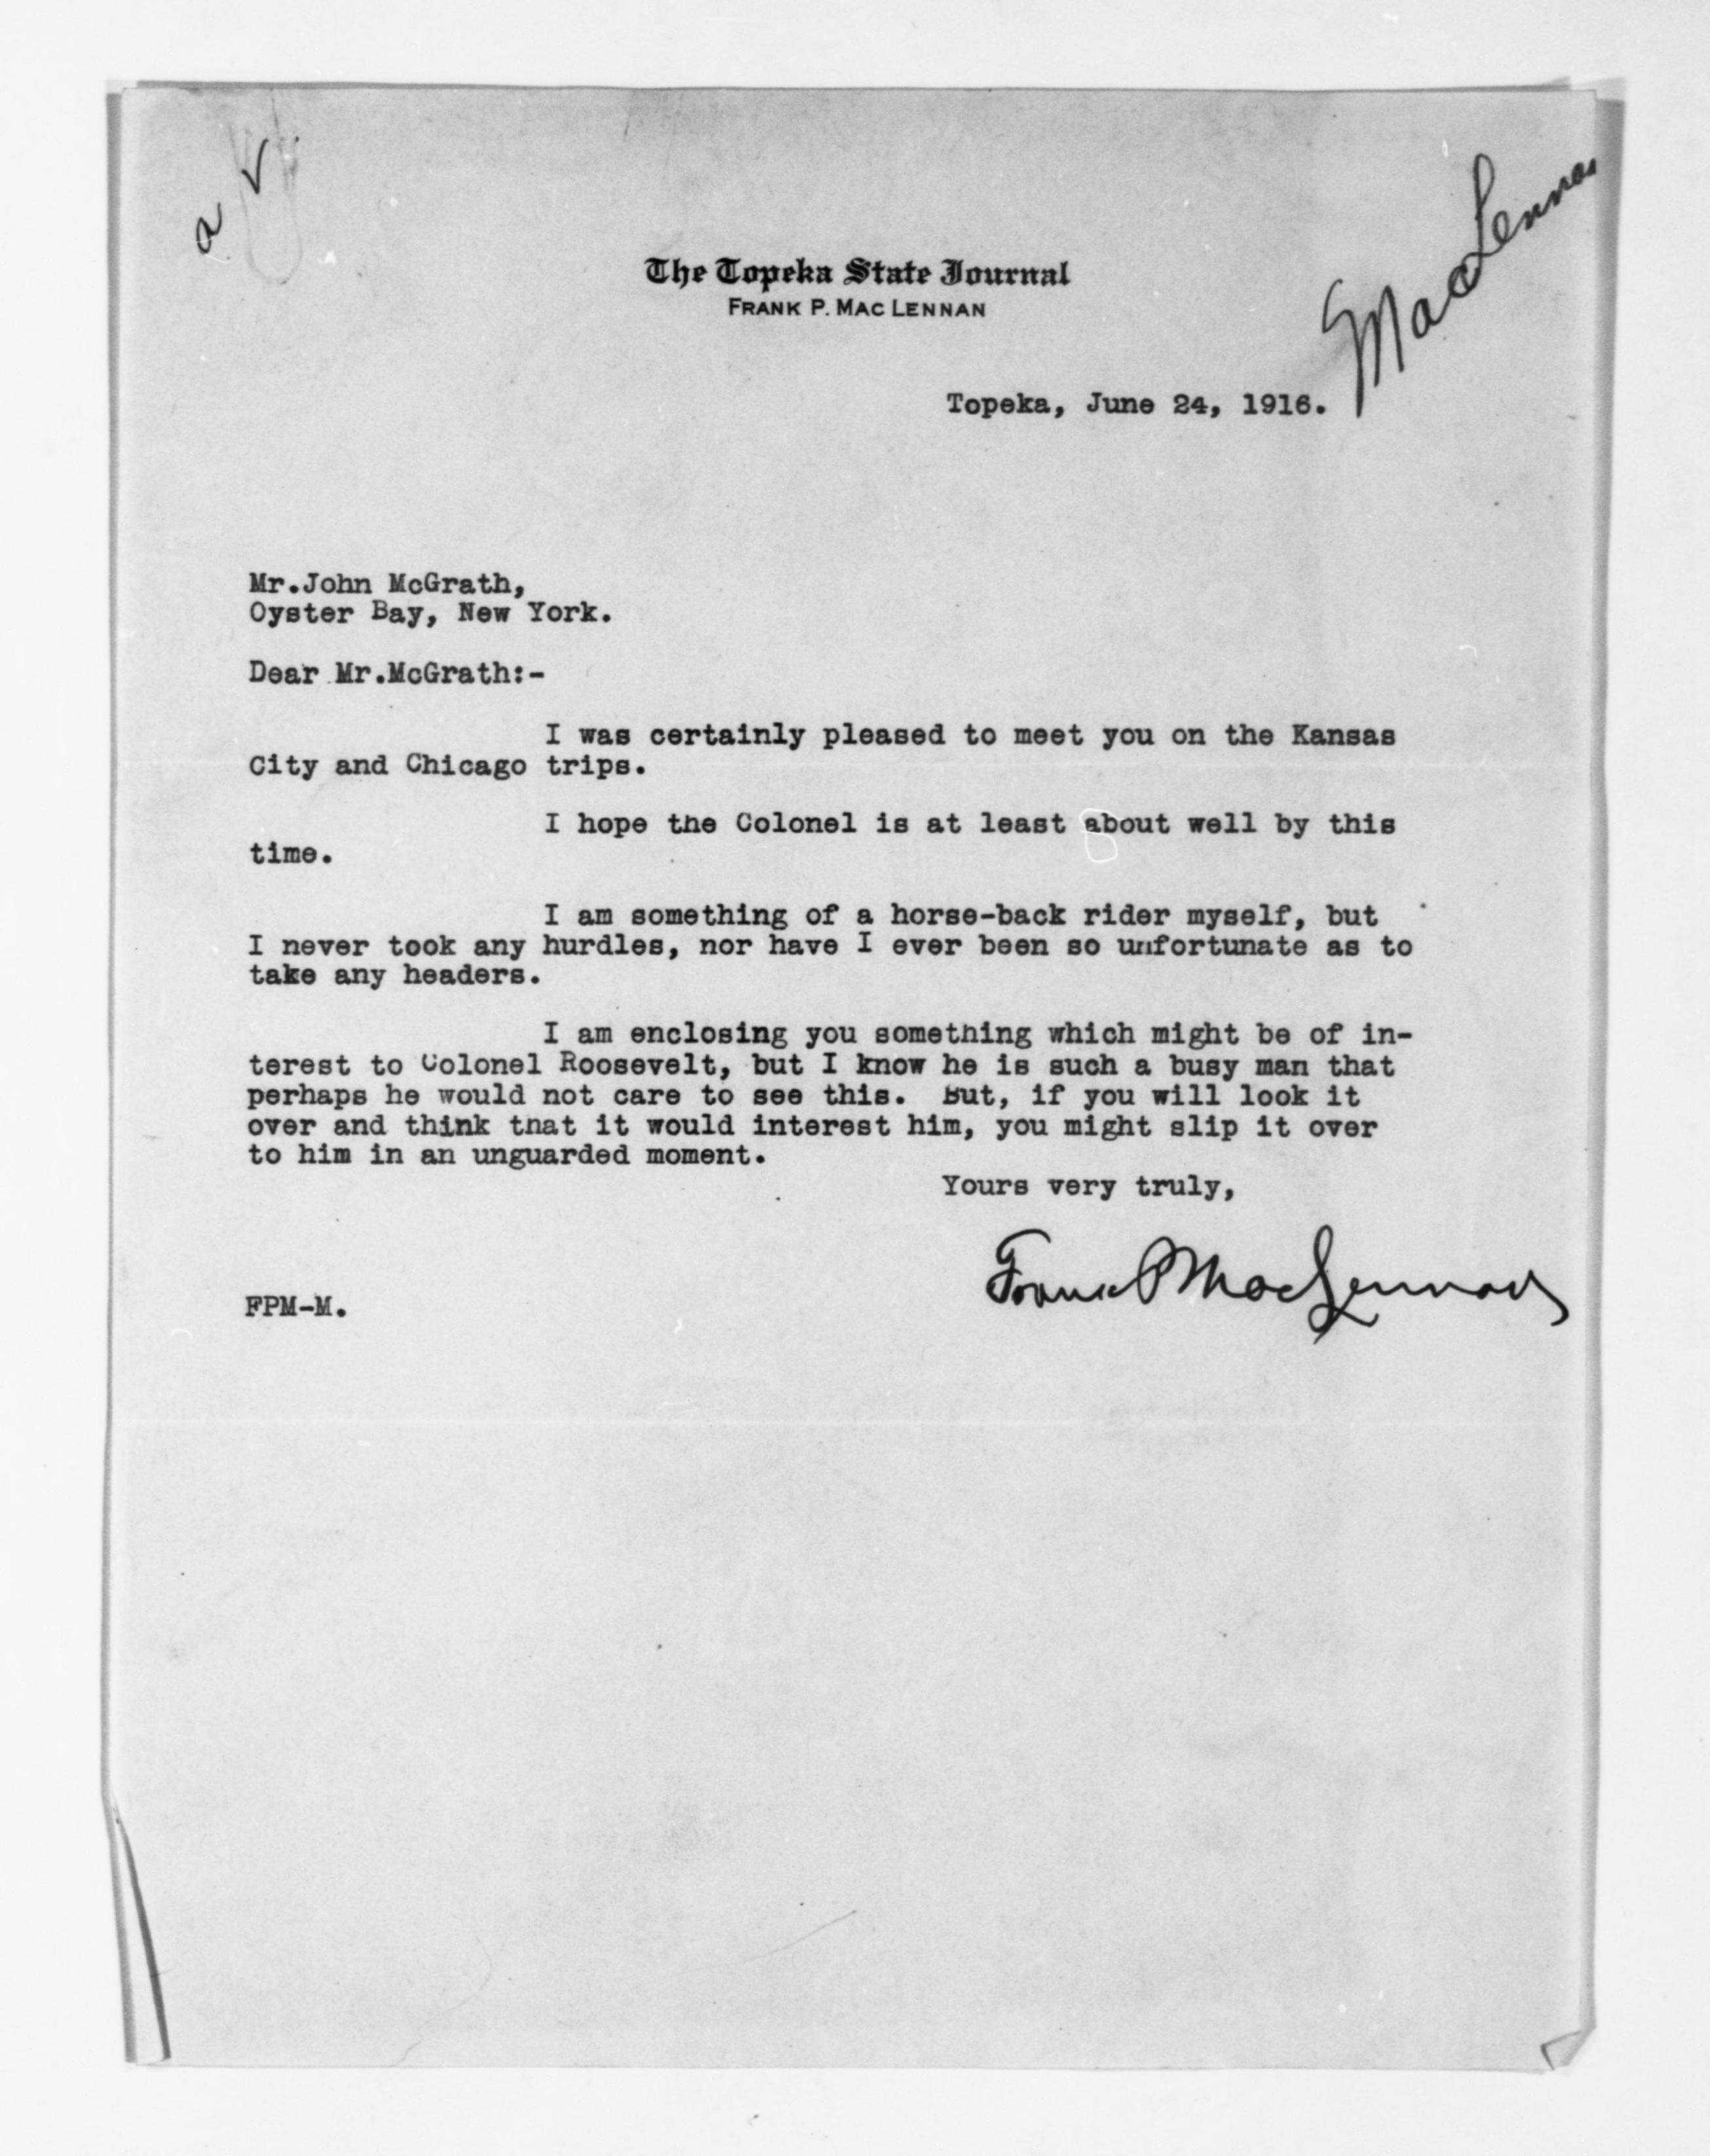 a ✓
MacLennan
The Topeka State Journal
FRANK P. MAC LENNAN
Topeka, June 24, 1916.
Mr.John McGrath,
Oyster Bay, New York.
Dear Mr.McGrath:-
I was certainly pleased to meet you on the Kansas
City and Chicago trips.
I hope the Colonel is at least about well by this
time.
I am something of a horse-back rider myself, but
I never took any hurdles, nor have I ever been so unfortunate as to
take any headers.
I am enclosing you something which might be of in-
terest to Colonel Roosevelt, but I know he is such a busy man that
perhaps he would not care to see this. But, if you will look it
over and think that it would interest him, you might slip it over
to him in an unguarded moment.
Yours very truly,
Frank P MacLennan
FPM-M.